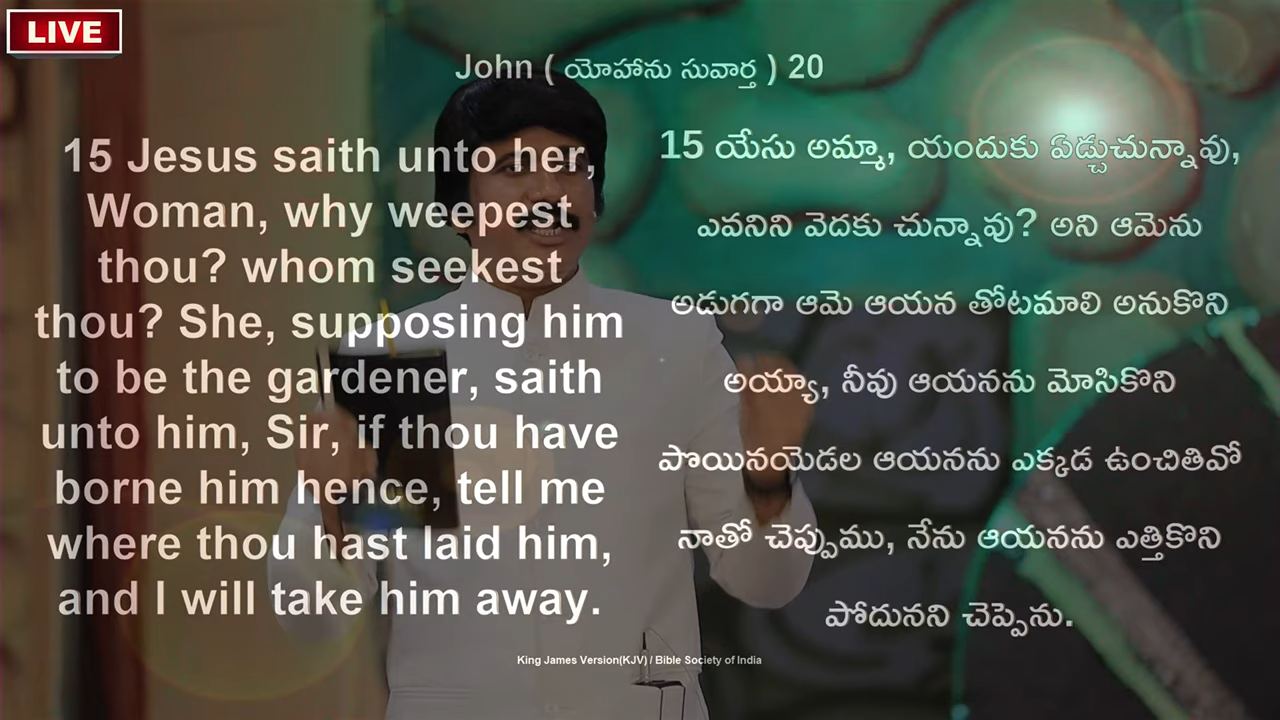 LIVE
John ( యోహాను సువార్త ) 20
15 Jesus saith unto her,
Woman, why weepest
thou? whom seekest
thou? She, supposing him
to be the gardener, saith
unto him, Sir, if thou have
borne him hence, tell me
where thou hast laid him,
and I will take him away.
15 యేసు అమ్మా, యందుకు ఏడ్చుచున్నావు,
ఎవనిని వెదకు చున్నావు? అని ఆమెను
అడుగగా ఆమె ఆయన తోటమాలి అనుకొని
అయ్యా, నీవు ఆయనను మోసికొని
పొయినయెడల ఆయనను ఎక్కడ ఉంచితివో
నాతో చెప్పుము, నేను ఆయనను ఎత్తికొని
పోదునని చెప్పెను.
King James Version(KJV) / Bible Society of India